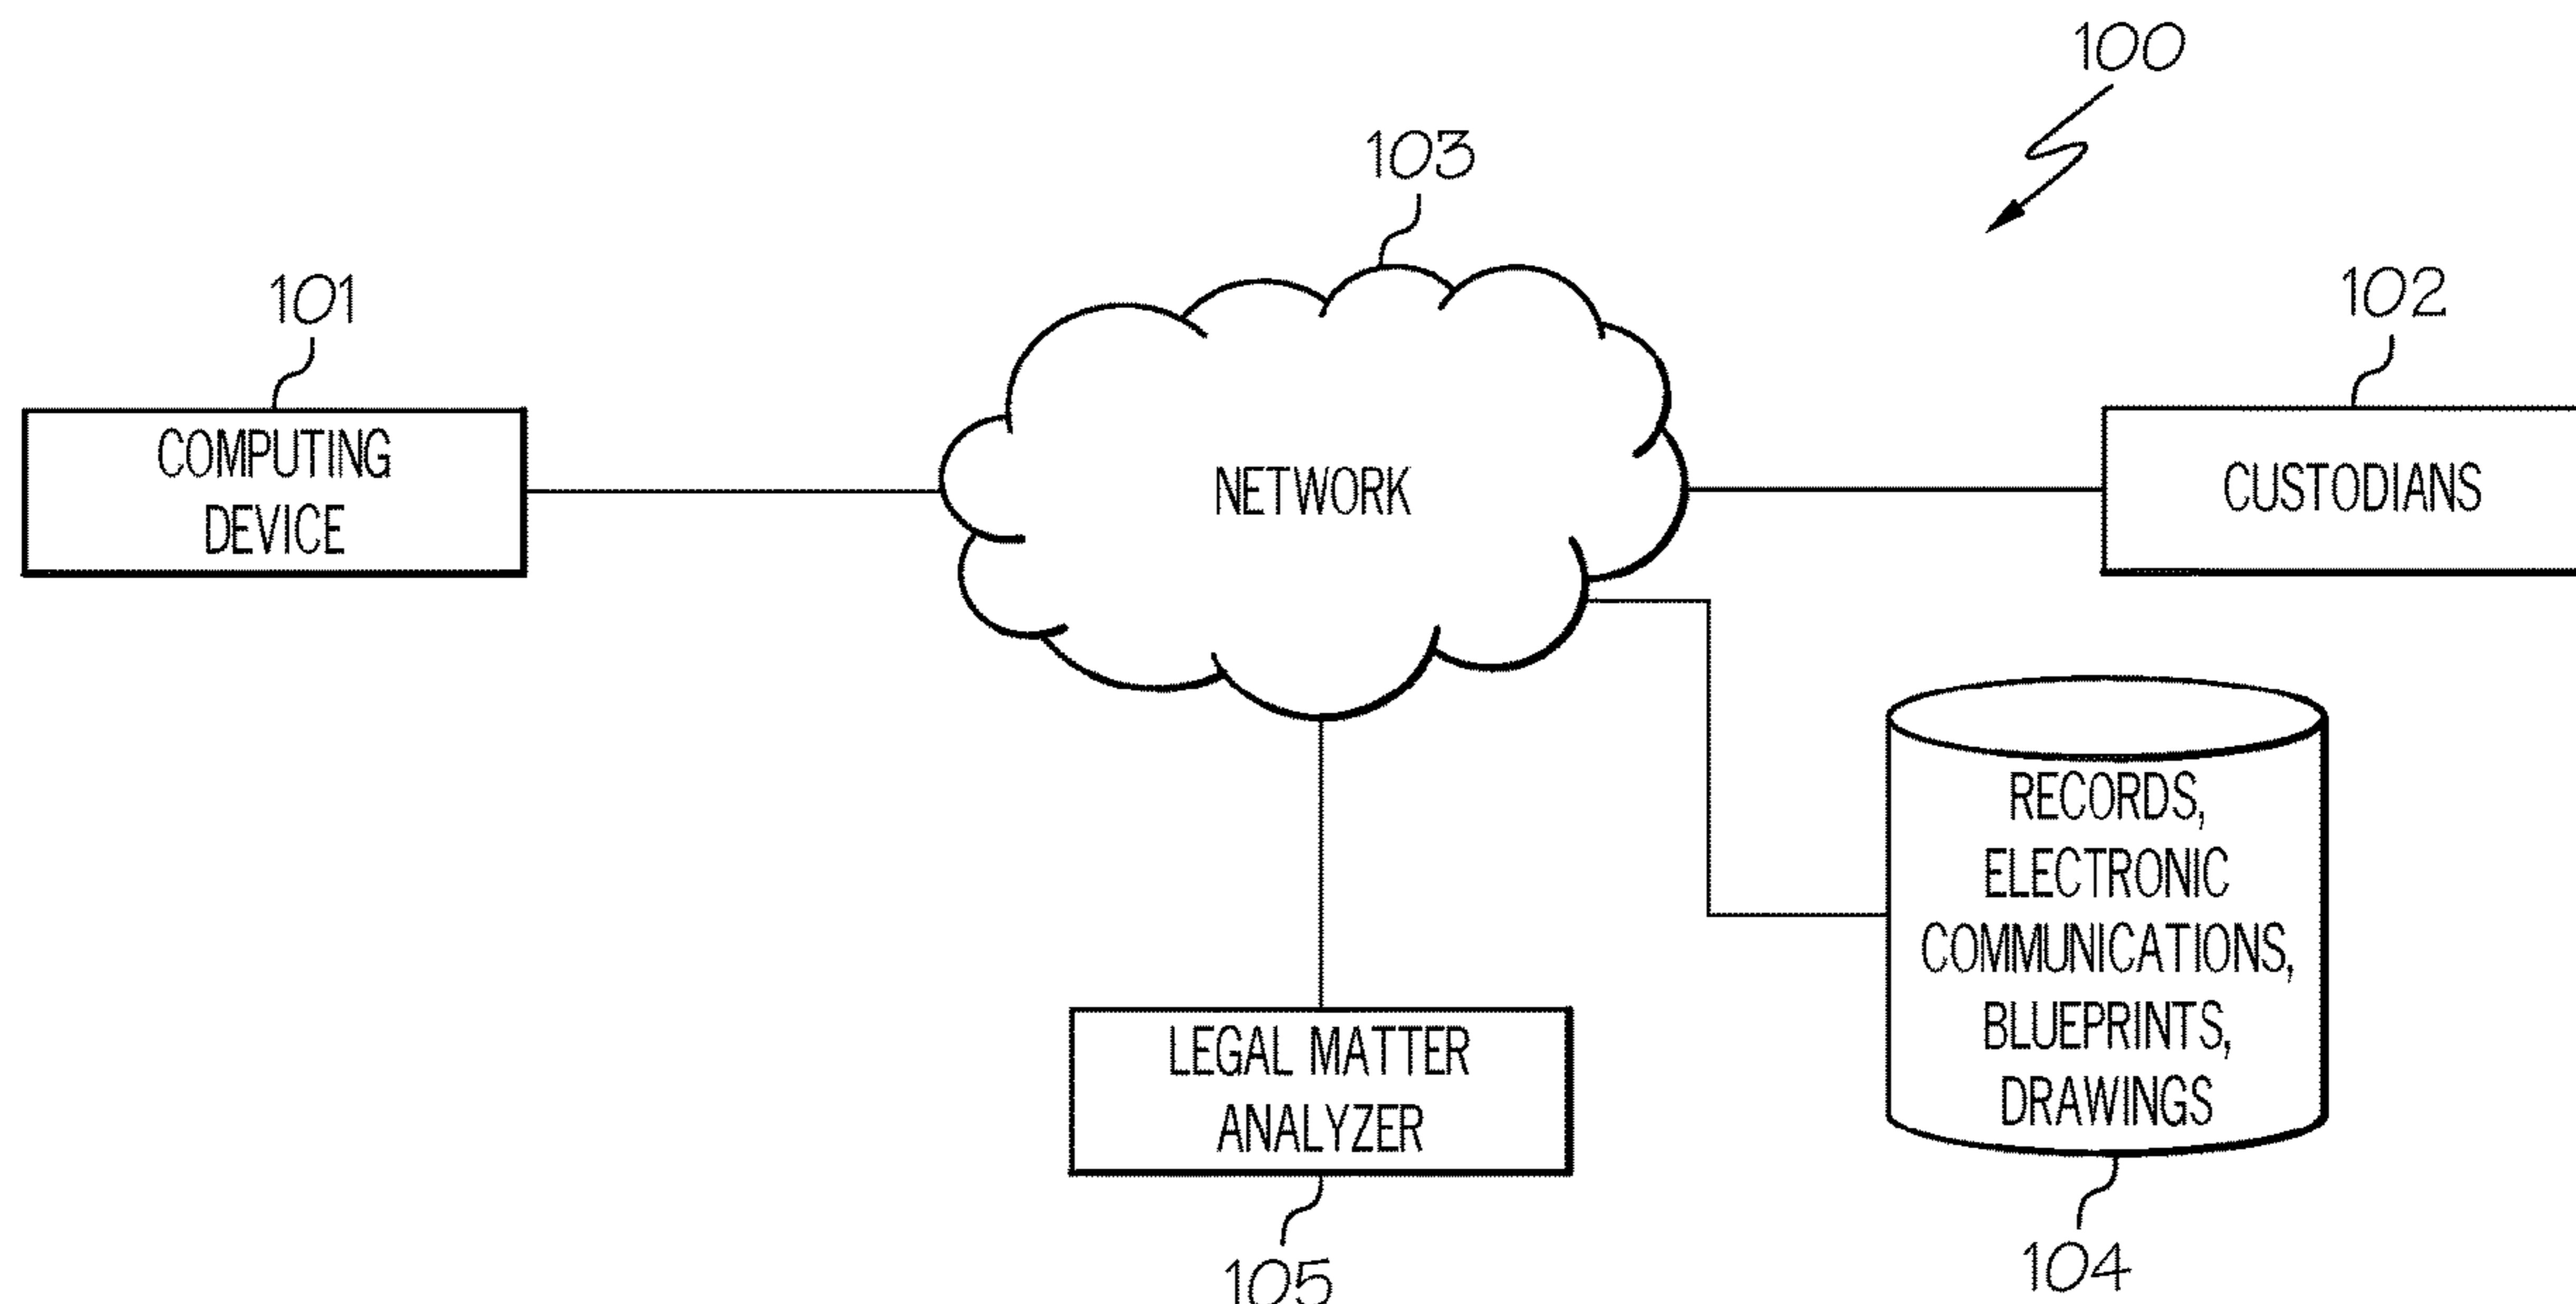 100
103
101
102
COMPUTING
DEVICE
NETWORK
CUSTODIANS
RECORDS,
ELECTRONIC
COMMUNICATIONS,
BLUEPRINTS,
DRAWINGS
LEGAL MATTER
ANALYZER
105
104